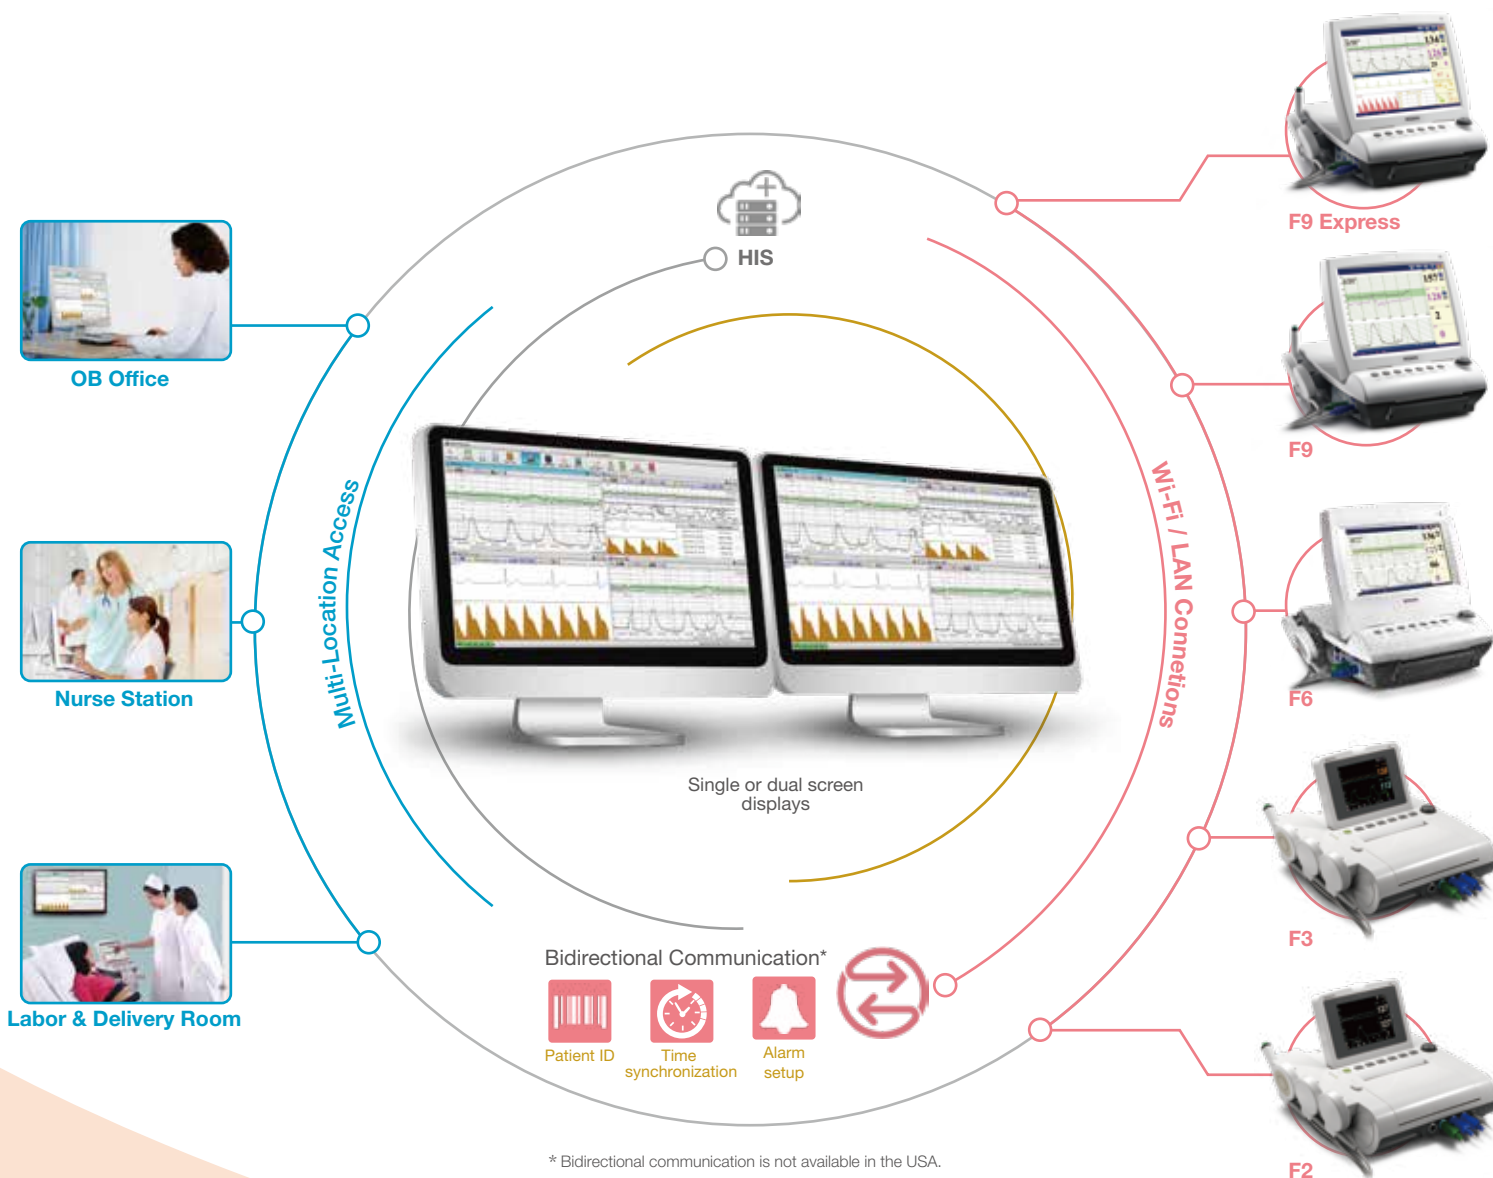 HIS
F9 Express
OB Office
F9
Multi-Location Access
Wi-Fi / LAN Connetions
Nurse Station
F6
Single or dual screen
displays
F3
Bidirectional Communication*
Patient ID
Time
synchronization
Alarm
setup
Labor & Delivery Room
* Bidirectional communication is not available in the USA.
F2